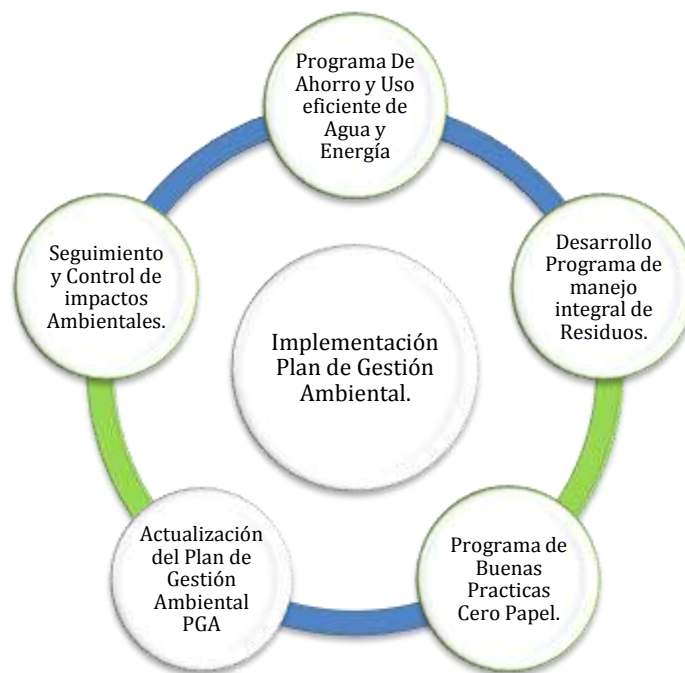 Programa De
Ahorro y Uso
eficiente de
Agua y
Energía
Desarrollo
Programa de
manejo
integral de
Residuos.
Programa de
Buenas
Practicas
Cero Papel.
Actualización
del Plan de
Gestión
Ambiental
PGA
Seguimiento
y Control de
impactos
Ambientales.
Implementación
Plan de Gestión
Ambiental.